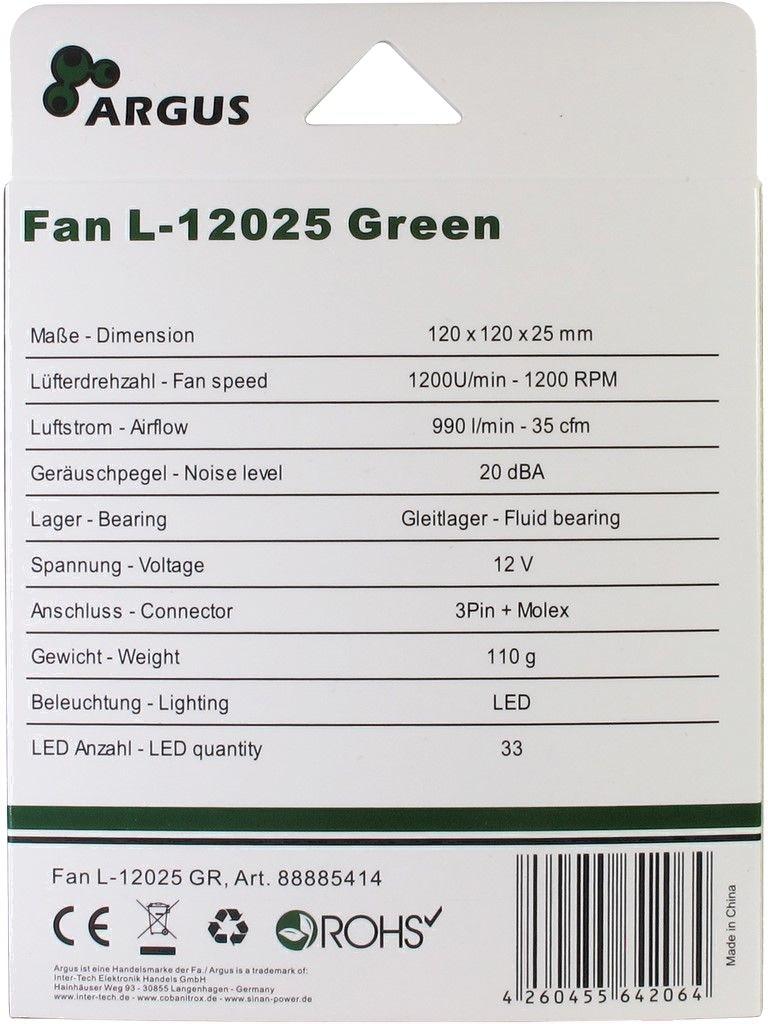 ARGUS
Fan L-12025 Green
Maße - Dimension 120 x 120 x 25 mm
Lüfterdrehzahl - Fan speed 1200U/min - 1200 RPM
Luftstrom - Airflow 990 l/min - 35 cfm
Geräuschpegel - Noise level 20 dBA
Lager - Bearing Gleitlager - Fluid bearing
Spannung - Voltage 12 V
Anschluss - Connector 3Pin + Molex
Gewicht - Weight 110 g
Beleuchtung - Lighting LED
LED Anzahl - LED quantity 33
Fan L-12025 GR, Art. 88885414
CE ROHS
Argus ist eine Handelsmarke der Fa./ Argus is a trademark of:
Inter-Tech Elektronik Handels GmbH
Hainhäuser Weg 93 - 30855 Langenhagen - Germany
www.inter-tech.de - www.cobanitrox.de - www.sinan-power.de
4 260455 642064
Made in China